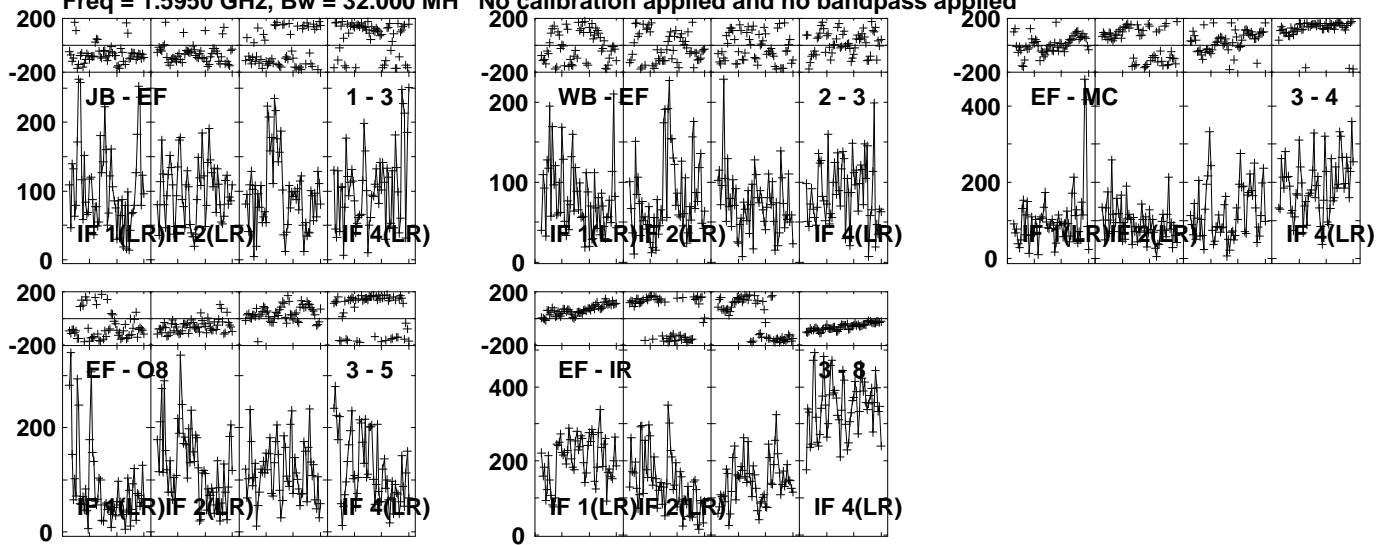 Freq = 1.5950 GHz, Bw = 32.000 MH No calibration applied and no bandpass applied
200
-200
JB - EF 1 - 3
200
100
0
IF 1(LR) IF 2(LR) IF 4(LR)
200
-200
WB - EF 2 - 3
200
100
0
IF 1(LR) IF 2(LR) IF 4(LR)
200
-200
EF - MC 3 - 4
400
200
0
IF 1(LR) IF 2(LR) IF 4(LR)
200
-200
EF - O8 3 - 5
200
0
IF 1(LR) IF 2(LR) IF 4(LR)
200
-200
EF - IR 3 - 8
400
200
0
IF 1(LR) IF 2(LR) IF 4(LR)